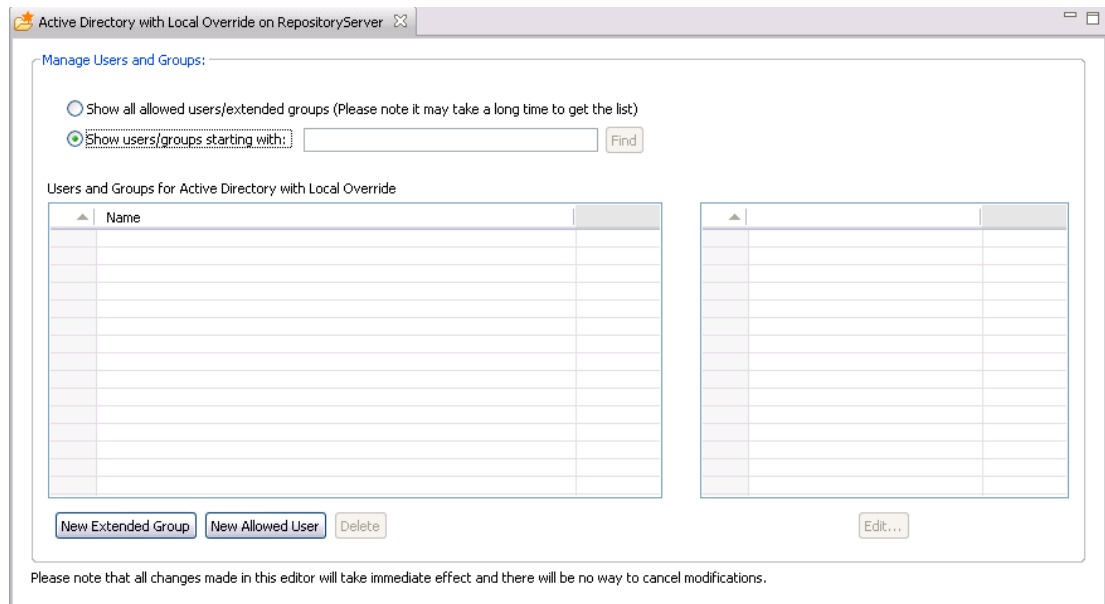 Active Directory with Local Override on RepositoryServer
Manage Users and Groups:
Show all allowed users/extended groups (Please note it may take a long time to get the list)
Show users/groups starting with: Find
Users and Groups for Active Directory with Local Override
Name
New Extended Group New Allowed User Delete Edit...
Please note that all changes made in this editor will take immediate effect and there will be no way to cancel modifications.